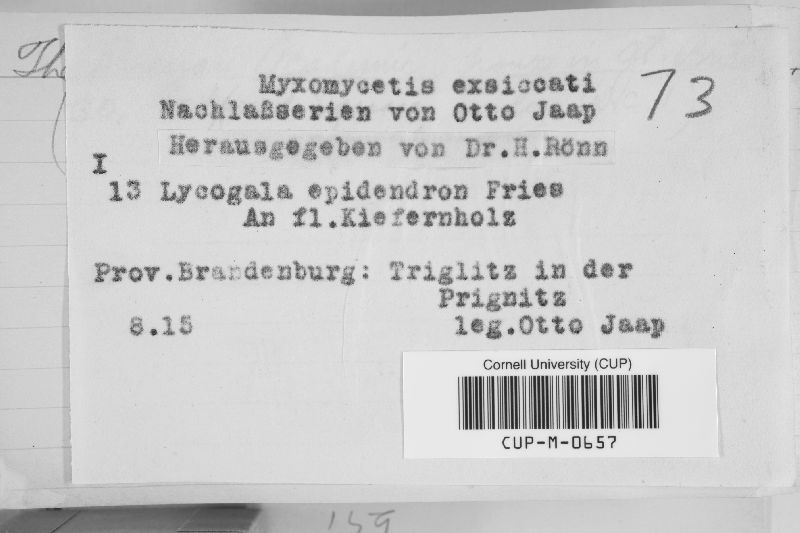 Myxomycetis exsiccati
73
Nachlaßserien von Otto Jaap
Herausgegeben von Dr.H.Rönn
I
13 Lycogala epidendron Fries
An fl.Kiefernholz
Prov.Brandenburg: Triglitz in der
Prignitz
8.15 leg.Otto Jaap
Cornell University (CUP)
CUP-M-0657
159